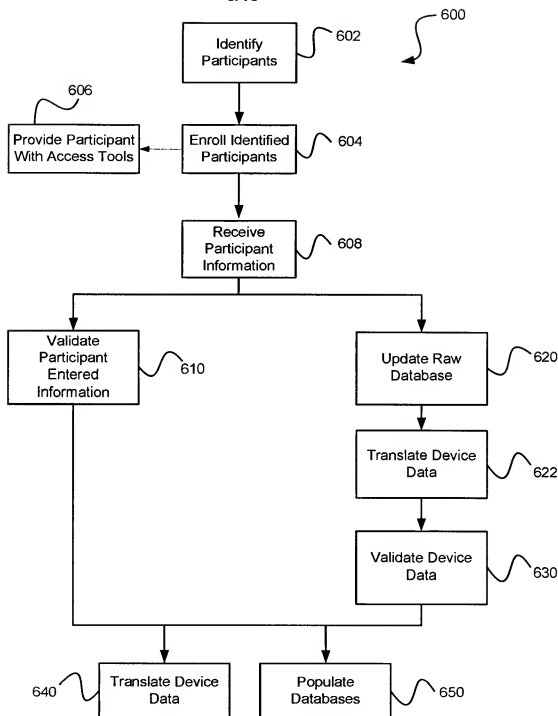 600
Identify
Participants
602
606
Provide Participant
With Access Tools
Enroll Identified
Participants
604
Receive
Participant
Information
608
Validate
Participant
Entered
Information
610
Update Raw
Database
620
Translate Device
Data
622
Validate Device
Data
630
640
Translate Device
Data
Populate
Databases
650